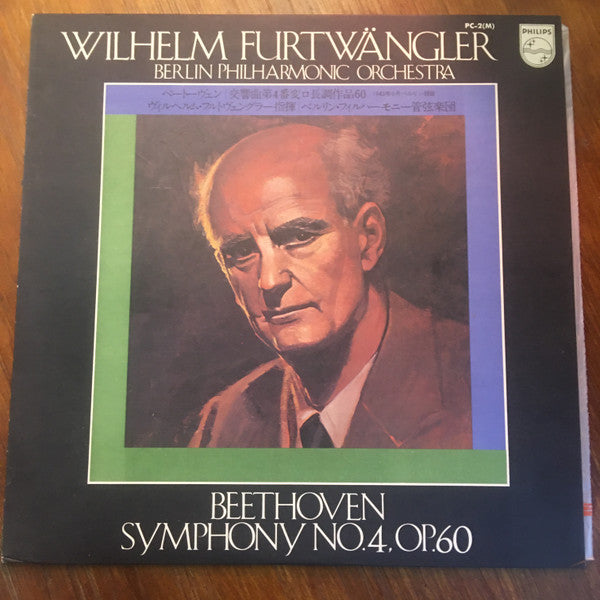 PC-2(M)
PHILIPS
WILHELM FURTWÄNGLER
BERLIN PHILHARMONIC ORCHESTRA
ベートーヴェン/交響曲第4番変ロ長調作品60
ヴィルヘルム・フルトヴェングラー指揮 ベルリン・フィルハーモニー管弦楽団
BEETHOVEN
SYMPHONY NO.4, OP.60